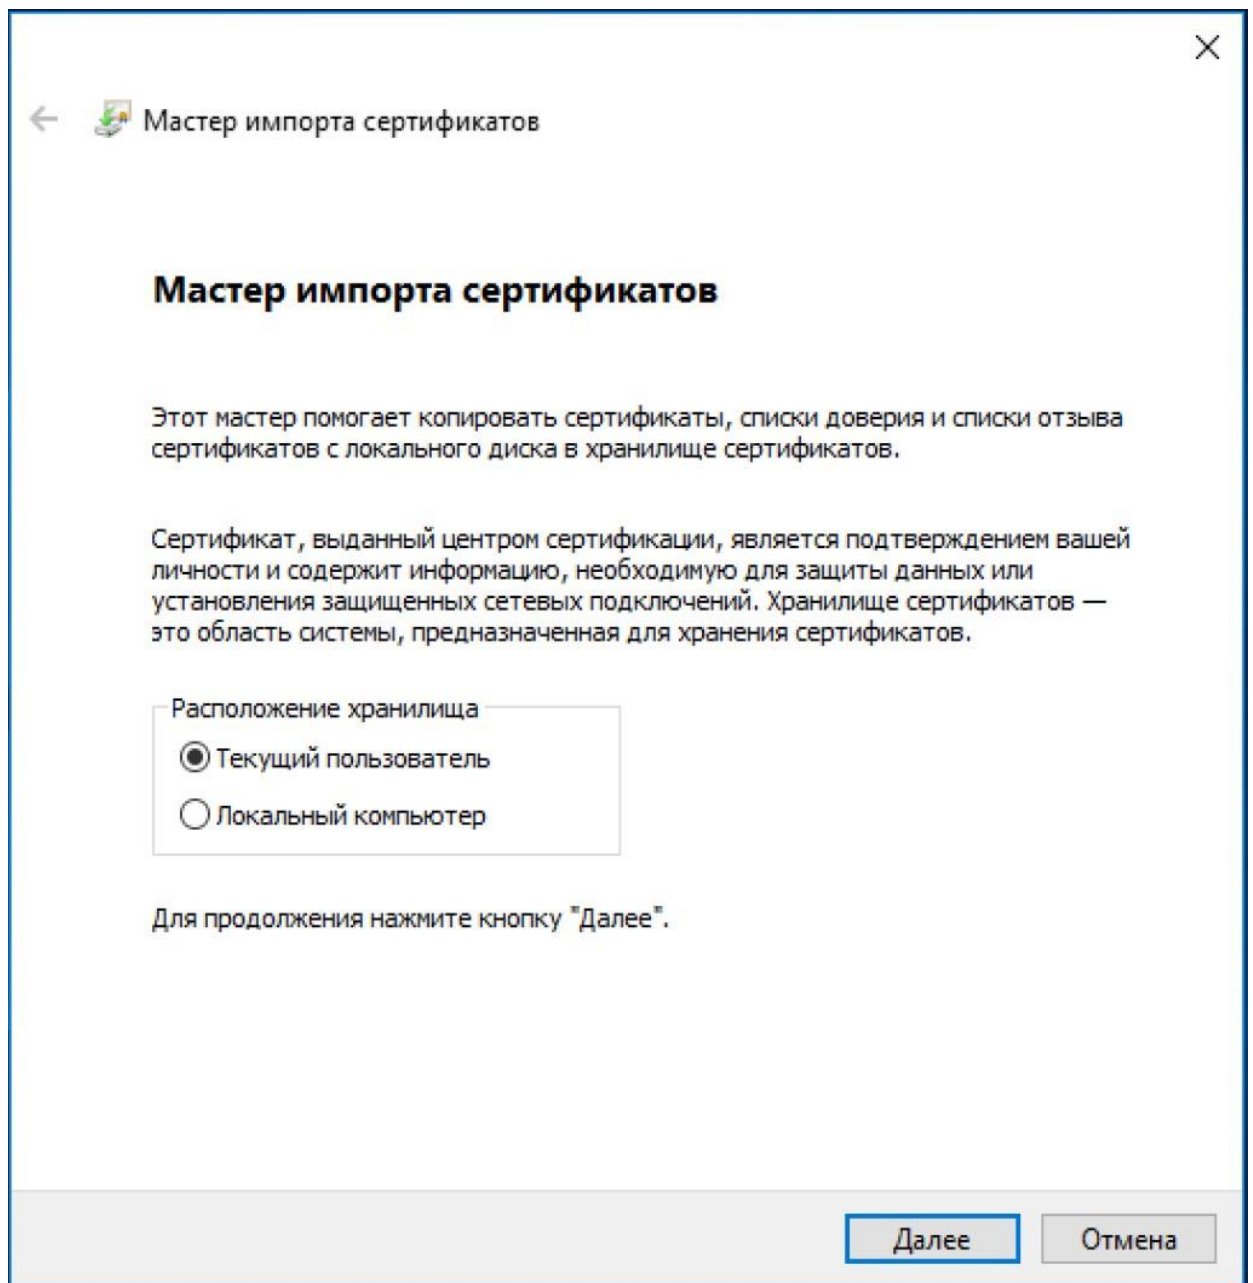 Мастер импорта сертификатов
Мастер импорта сертификатов
Этот мастер помогает копировать сертификаты, списки доверия и списки отзыва
сертификатов с локального диска в хранилище сертификатов.
Сертификат, выданный центром сертификации, является подтверждением вашей
личности и содержит информацию, необходимую для защиты данных или
установления защищенных сетевых подключений. Хранилище сертификатов —
это область системы, предназначенная для хранения сертификатов.
Расположение хранилища
Текущий пользователь
Локальный компьютер
Для продолжения нажмите кнопку "Далее".
Далее
Отмена